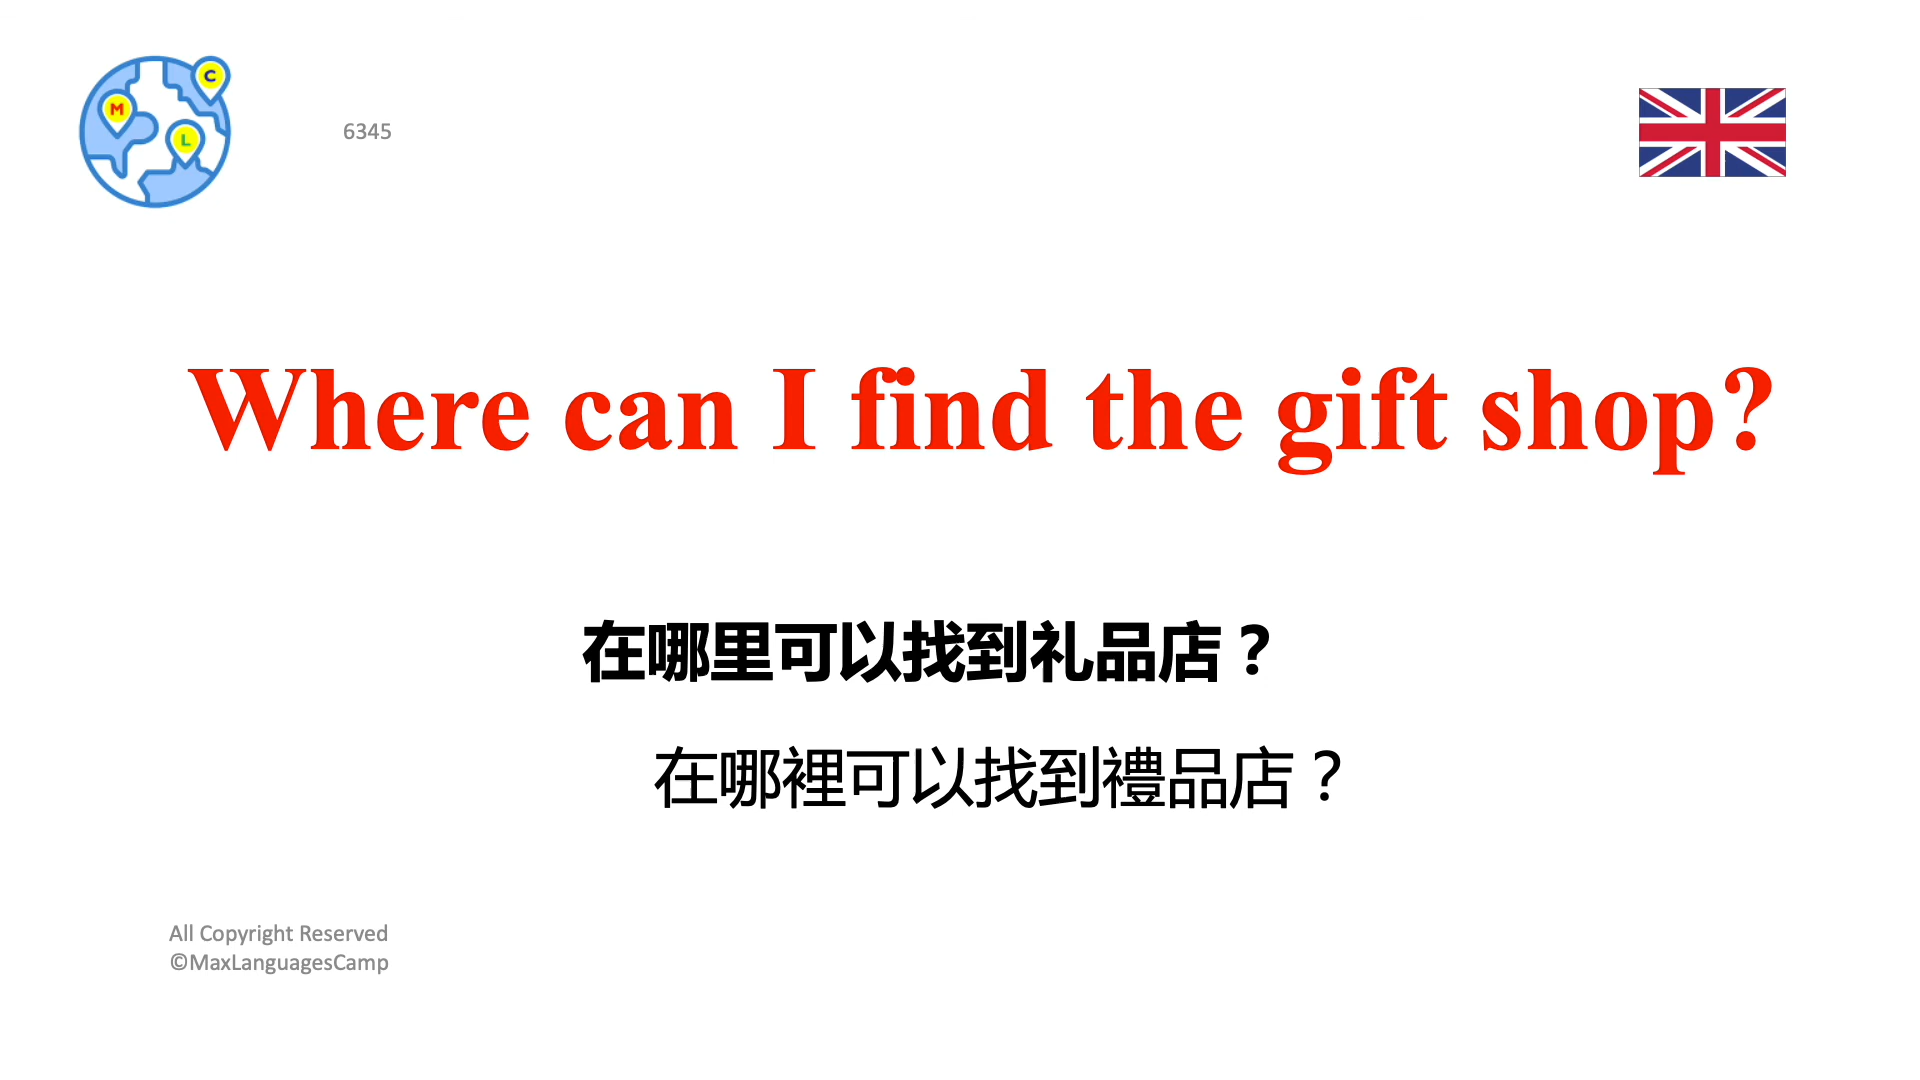 C
M
L
6345
Where can I find the gift shop?
在哪里可以找到礼品店？
在哪裡可以找到禮品店？
All Copyright Reserved
©MaxLanguagesCamp